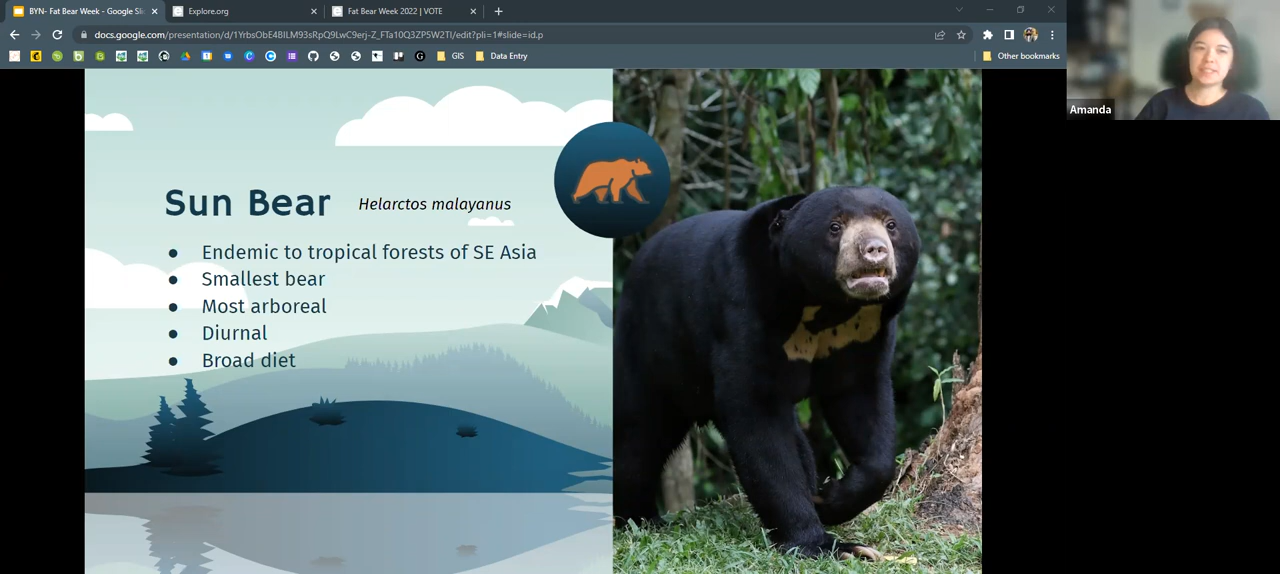 BYN- Fat Bear Week - Google Sli
Explore.org
Fat Bear Week 2022 | VOTE
docs.google.com/presentation/d/1YrbsObE4BILM93sRpQ9LwC9erj-Z_FTa10Q3ZP5W2TI/edit?pli=1#slide=id.p
GIS
Data Entry
Other bookmarks
Amanda
Sun Bear
Helarctos malayanus
● Endemic to tropical forests of SE Asia
● Smallest bear
● Most arboreal
● Diurnal
● Broad diet